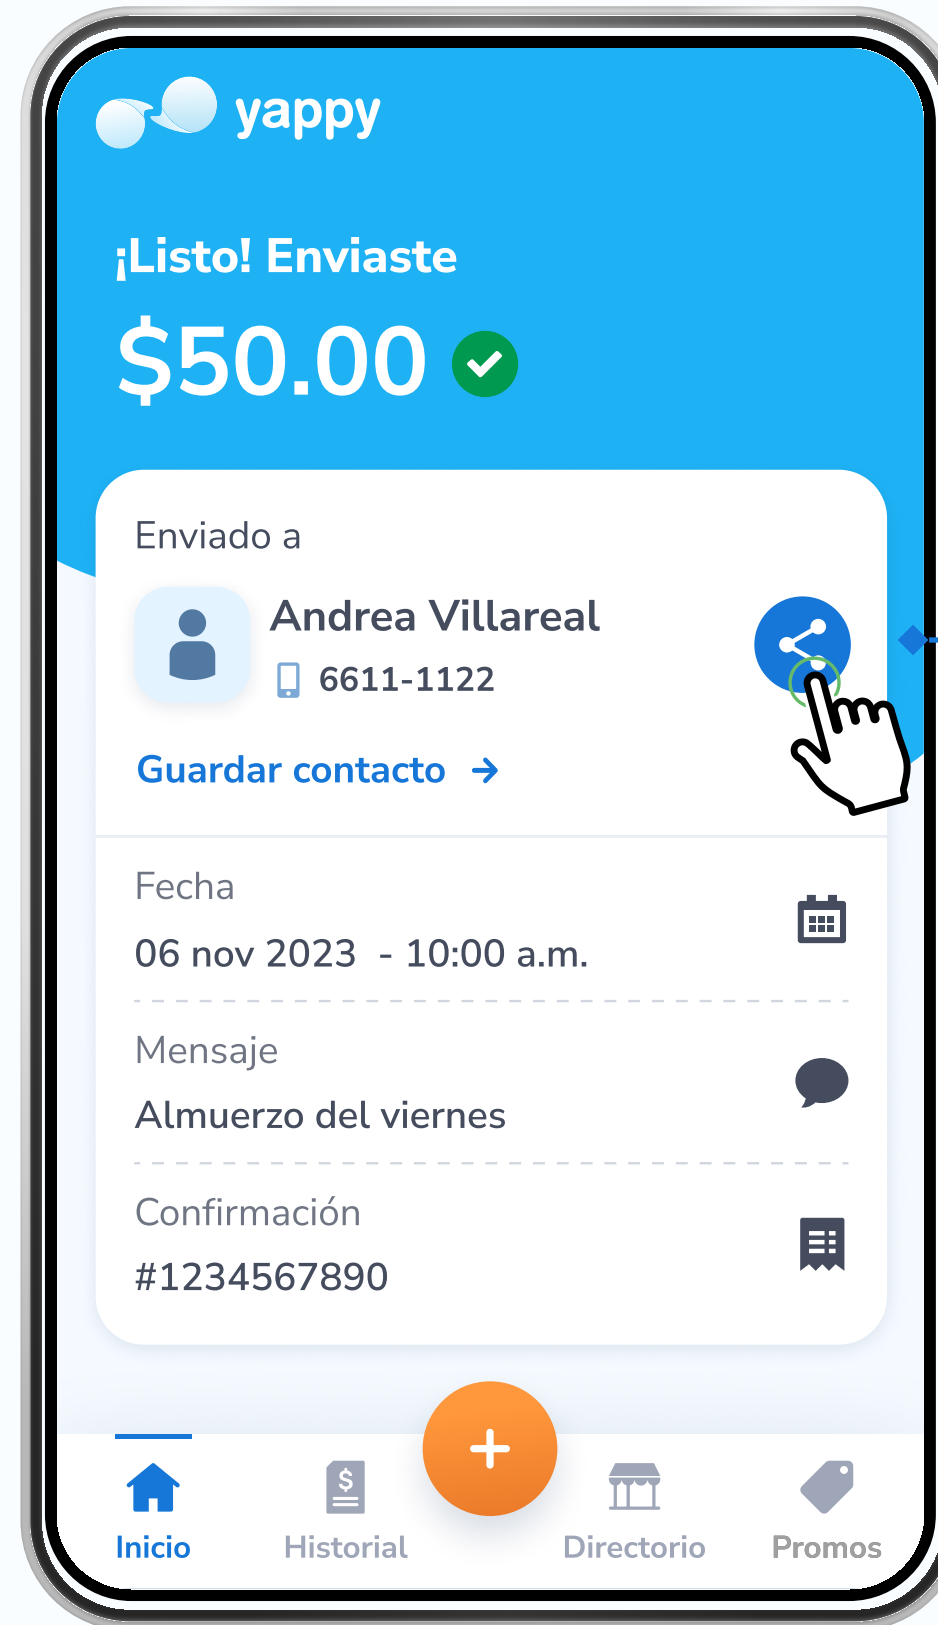 yappy
¡Listo! Enviaste
$50.00
Enviado a
Andrea Villareal
6611-1122
Guardar contacto →
Fecha
06 nov 2023 - 10:00 a.m.
Mensaje
Almuerzo del viernes
Confirmación
#1234567890
Inicio
Historial
Directorio
Promos